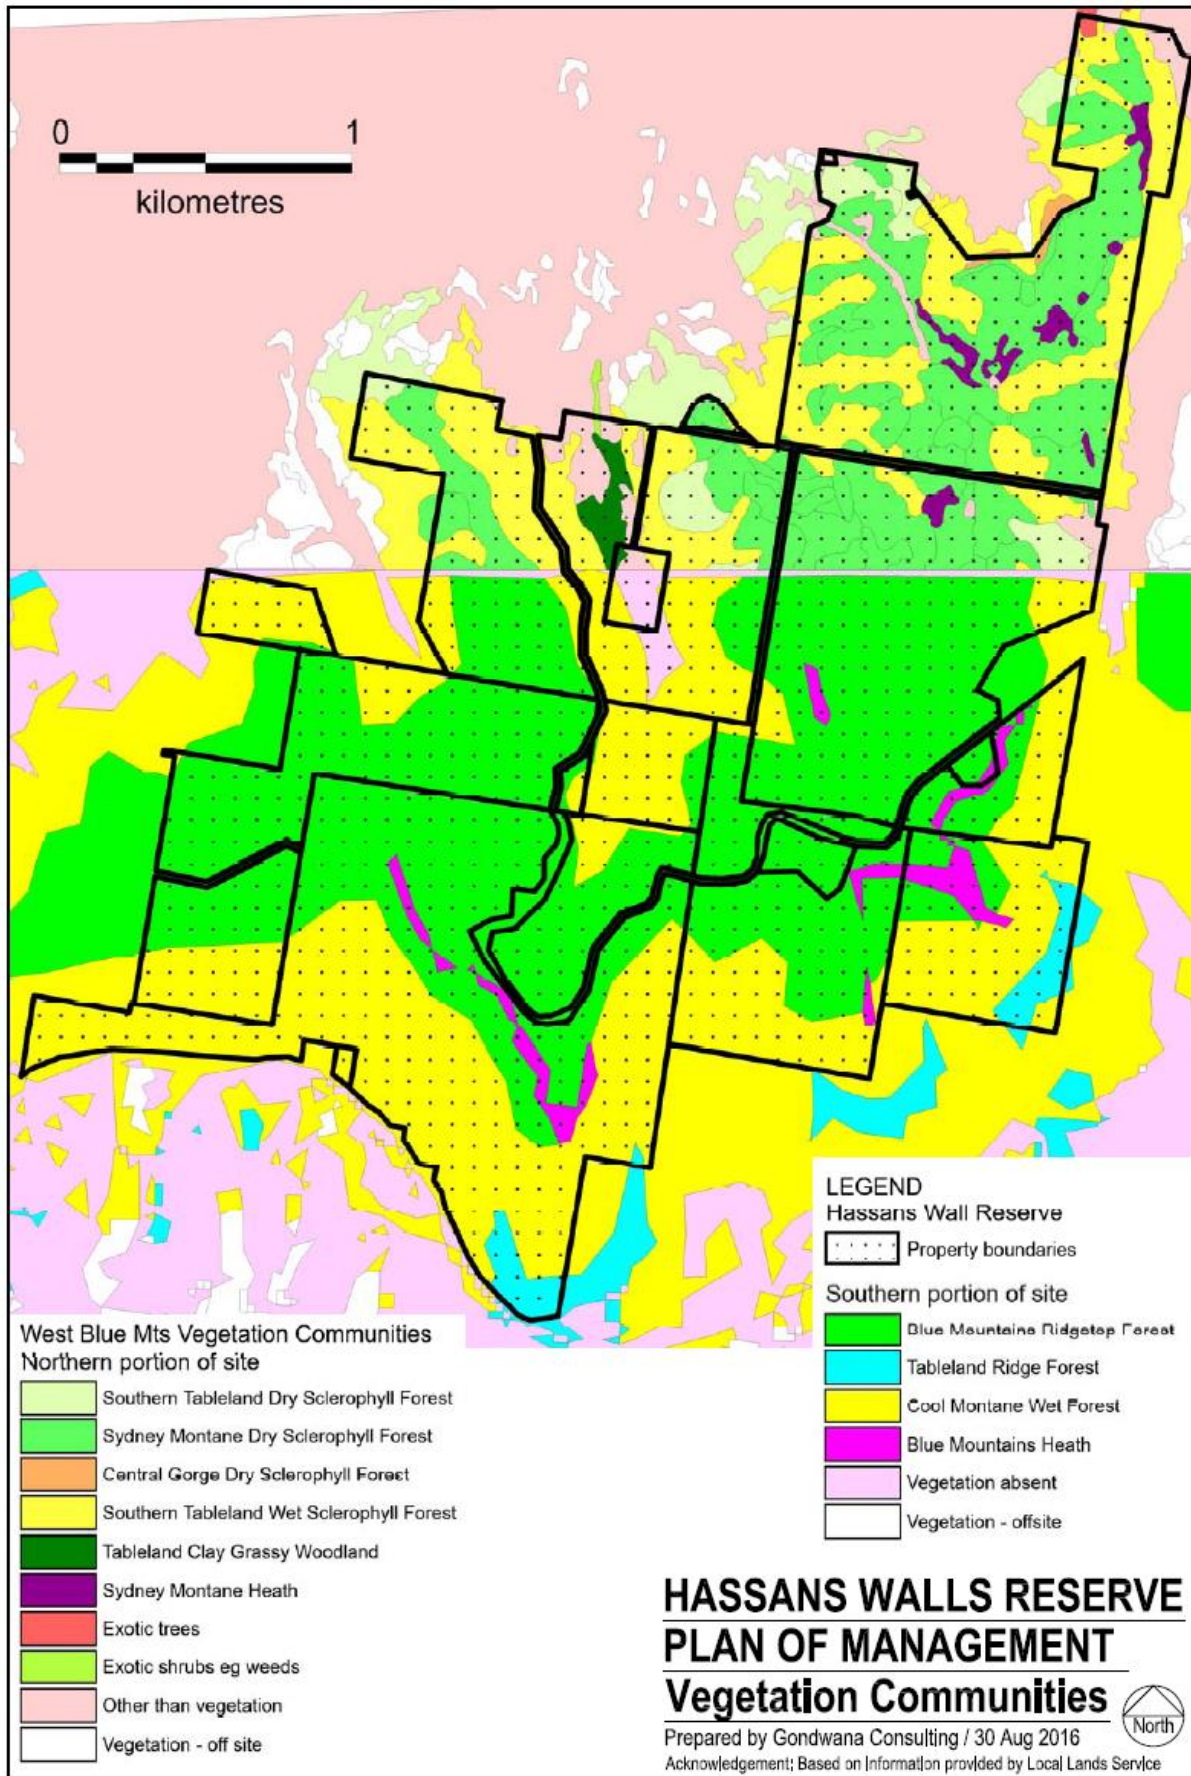 0 1
kilometres
LEGEND
Hassans Wall Reserve
Property boundaries
Southern portion of site
Blue Mountains Ridgetop Forest
Tableland Ridge Forest
Cool Montane Wet Forest
Blue Mountains Heath
Vegetation absent
Vegetation - offsite
West Blue Mts Vegetation Communities
Northern portion of site
Southern Tableland Dry Sclerophyll Forest
Sydney Montane Dry Sclerophyll Forest
Central Gorge Dry Sclerophyll Forest
Southern Tableland Wet Sclerophyll Forest
Tableland Clay Grassy Woodland
Sydney Montane Heath
Exotic trees
Exotic shrubs eg weeds
Other than vegetation
Vegetation - off site
HASSANS WALLS RESERVE
PLAN OF MANAGEMENT
Vegetation Communities
North
Prepared by Gondwana Consulting / 30 Aug 2016
Acknowledgement: Based on Information provided by Local Lands Service